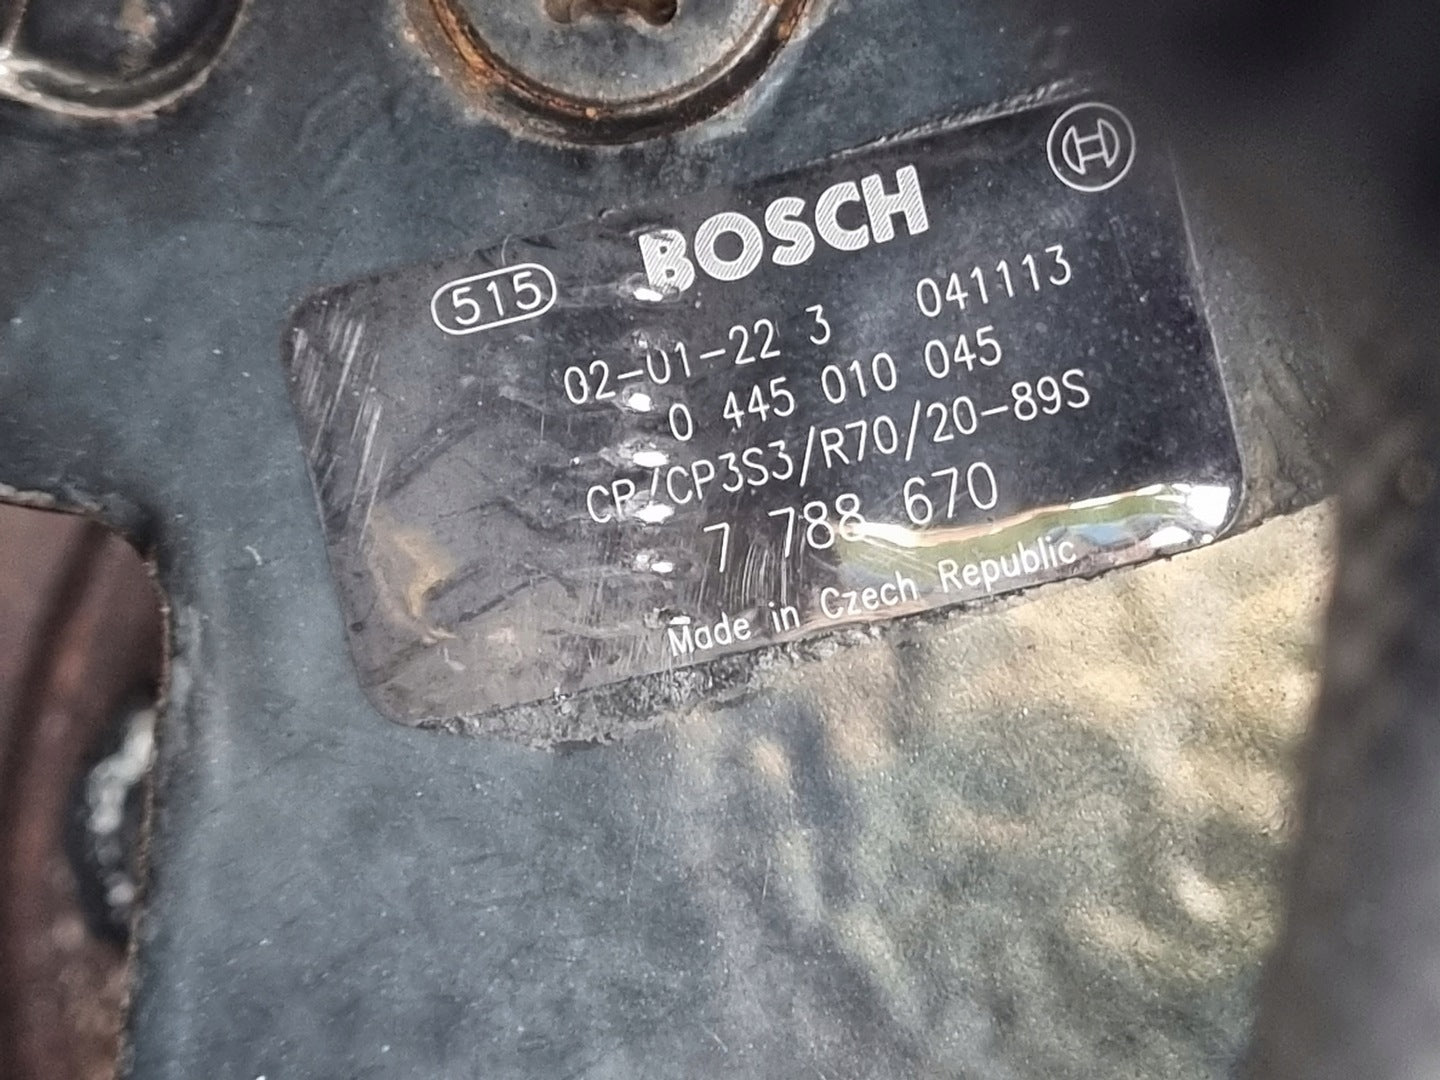 BOSCH
515
02-01-22 3 041113
0 445 010 045
CP/CP3S3/R70/20-89S
7 788 670
Made in Czech Republic